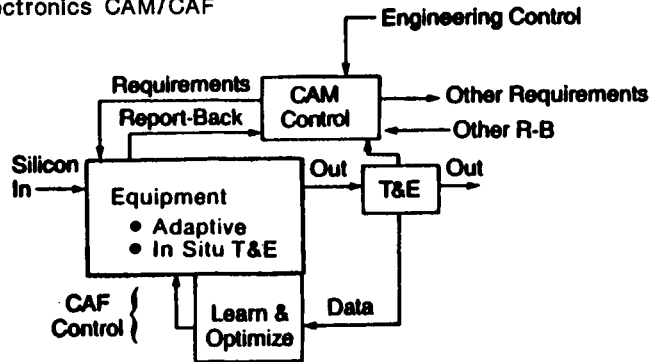 ectronics CAM/CAF
Engineering Control
Requirements
CAM
Control
Other Requirements
Report-Back
Other R-B
Silicon
In
Out
Out
T&E
Equipment
● Adaptive
● In Situ T&E
CAF
Control
Learn &
Optimize
Data